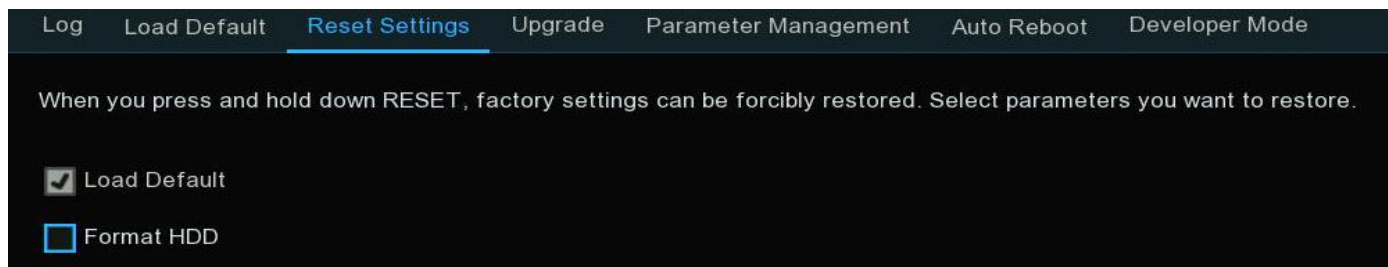 Log Load Default Reset Settings Upgrade Parameter Management Auto Reboot Developer Mode
When you press and hold down RESET, factory settings can be forcibly restored. Select parameters you want to restore.
Load Default
Format HDD